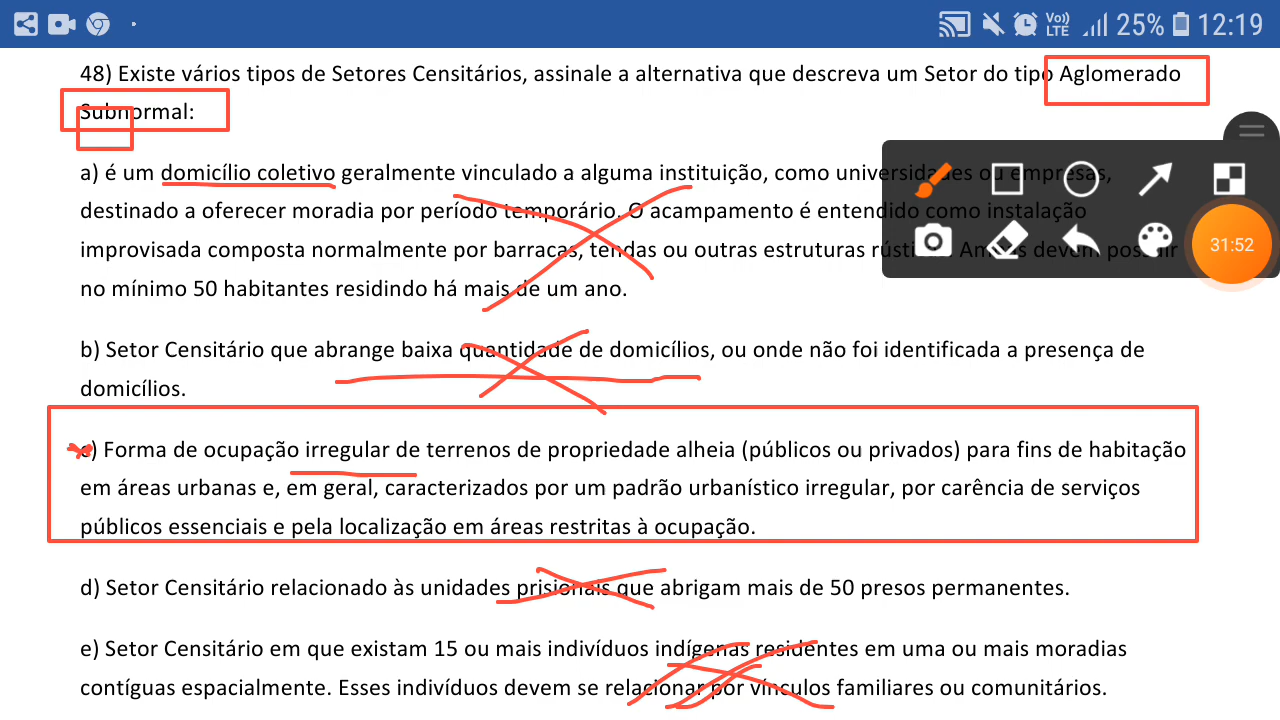 Vo)) LTE 25% 12:19
48) Existe vários tipos de Setores Censitários, assinale a alternativa que descreva um Setor do tipo Aglomerado
Subnormal:
a) é um domicílio coletivo geralmente vinculado a alguma instituição, como universidades ou empresas,
destinado a oferecer moradia por período temporário. O acampamento é entendido como instalação
improvisada composta normalmente por barracas, tendas ou outras estruturas Ambos devem possuir
31:52
no mínimo 50 habitantes residindo há mais de um ano.
b) Setor Censitário que abrange baixa quantidade de domicílios, ou onde não foi identificada a presença de
domicílios.
c) Forma de ocupação irregular de terrenos de propriedade alheia (públicos ou privados) para fins de habitação
em áreas urbanas e, em geral, caracterizados por um padrão urbanístico irregular, por carência de serviços
públicos essenciais e pela localização em áreas restritas à ocupação.
d) Setor Censitário relacionado às unidades prisionais que abrigam mais de 50 presos permanentes.
e) Setor Censitário em que existam 15 ou mais indivíduos indígenas residentes em uma ou mais moradias
contíguas espacialmente. Esses indivíduos devem se relacionar por vínculos familiares ou comunitários.